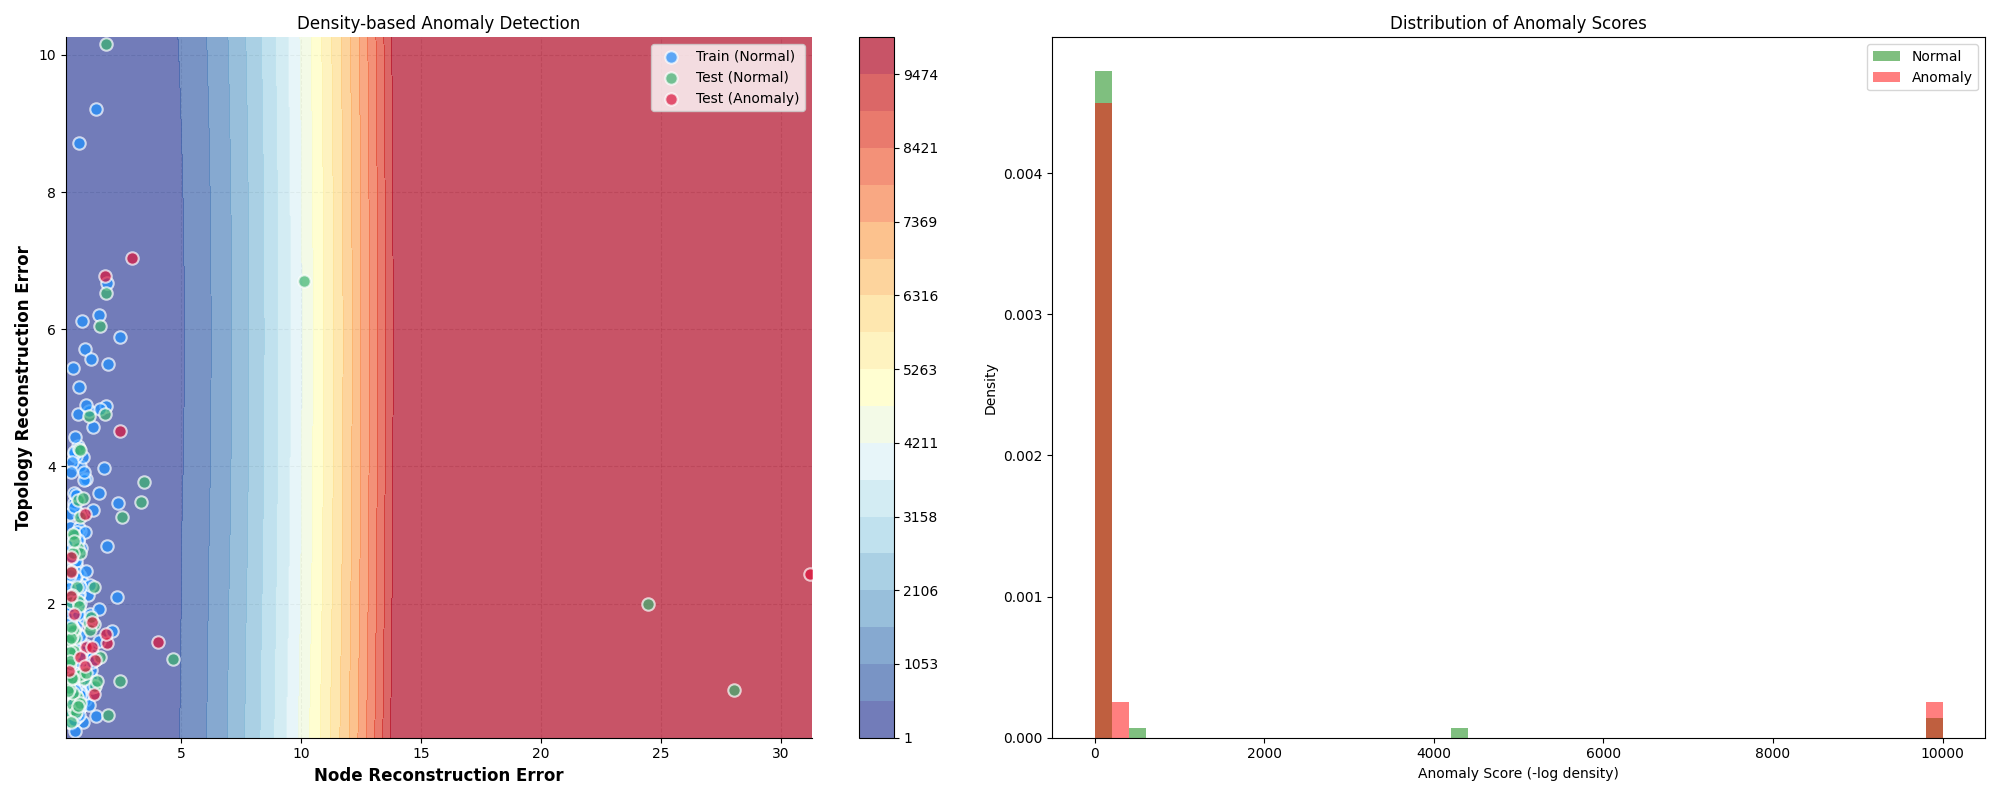 Density-based Anomaly Detection
10
8
6
4
2
Topology Reconstruction Error
Train (Normal)
Test (Normal)
Test (Anomaly)
5
10
15
20
25
30
Node Reconstruction Error
9474
8421
7369
6316
5263
4211
3158
2106
1053
1
Distribution of Anomaly Scores
Normal
Anomaly
0.004
0.003
0.002
0.001
0.000
Density
0
2000
4000
6000
8000
10000
Anomaly Score (-log density)